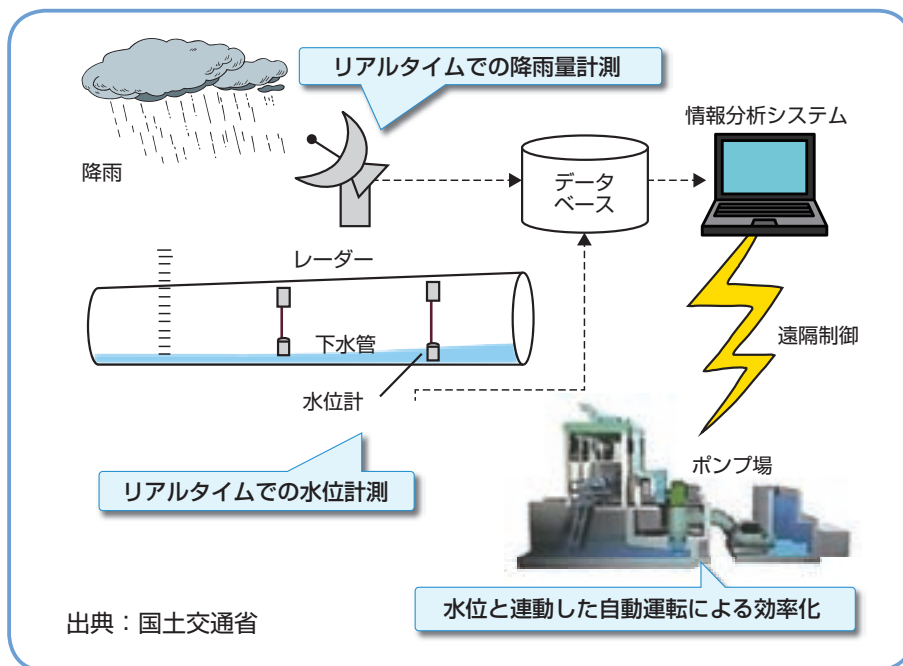 リアルタイムでの降雨量計測
情報分析システム
降雨
データ
ベース
レーダー
遠隔制御
下水管
水位計
ポンプ場
リアルタイムでの水位計測
水位と連動した自動運転による効率化
出典：国土交通省